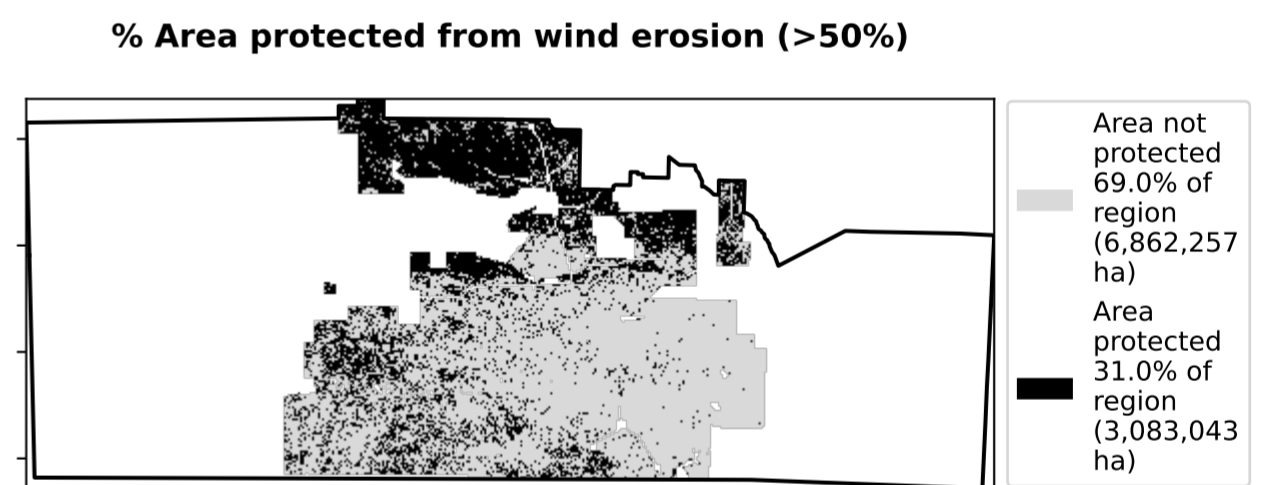 % Area protected from wind erosion (>50%)
Area not
protected
69.0% of
region
(6,862,257
ha)
Area
protected
31.0% of
region
(3,083,043
ha)